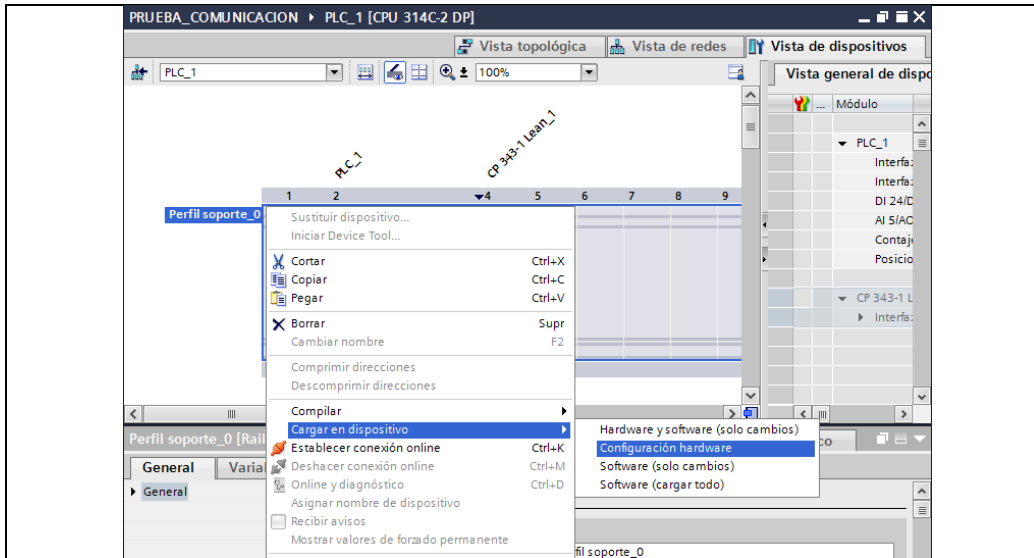 PRUEBA_COMUNICACION ▸ PLC_1 [CPU 314C-2 DP]
Vista topológica
Vista de redes
Vista de dispositivos
PLC_1
100%
Vista general de dispo
... Módulo
PLC_1
CP 343-1 Lean_1
PLC_1
Interfa
Interfa
DI 24/D
AI 5/AO
Contaj
Posicio
CP 343-1 L
Interfa
1 2 4 5 6 7 8 9
Perfil soporte_0
Sustituir dispositivo...
Iniciar Device Tool...
Cortar Ctrl+X
Copiar Ctrl+C
Pegar Ctrl+V
Borrar Supr
Cambiar nombre F2
Comprimir direcciones
Descomprimir direcciones
Compilar
Cargar en dispositivo
Establecer conexión online Ctrl+K
Deshacer conexión online Ctrl+M
Online y diagnóstico Ctrl+D
Asignar nombre de dispositivo
Recibir avisos
Mostrar valores de forzado permanente
Hardware y software (solo cambios)
Configuración hardware
Software (solo cambios)
Software (cargar todo)
Perfil soporte_0 [Rail
co
General Varia
General
fil soporte_0